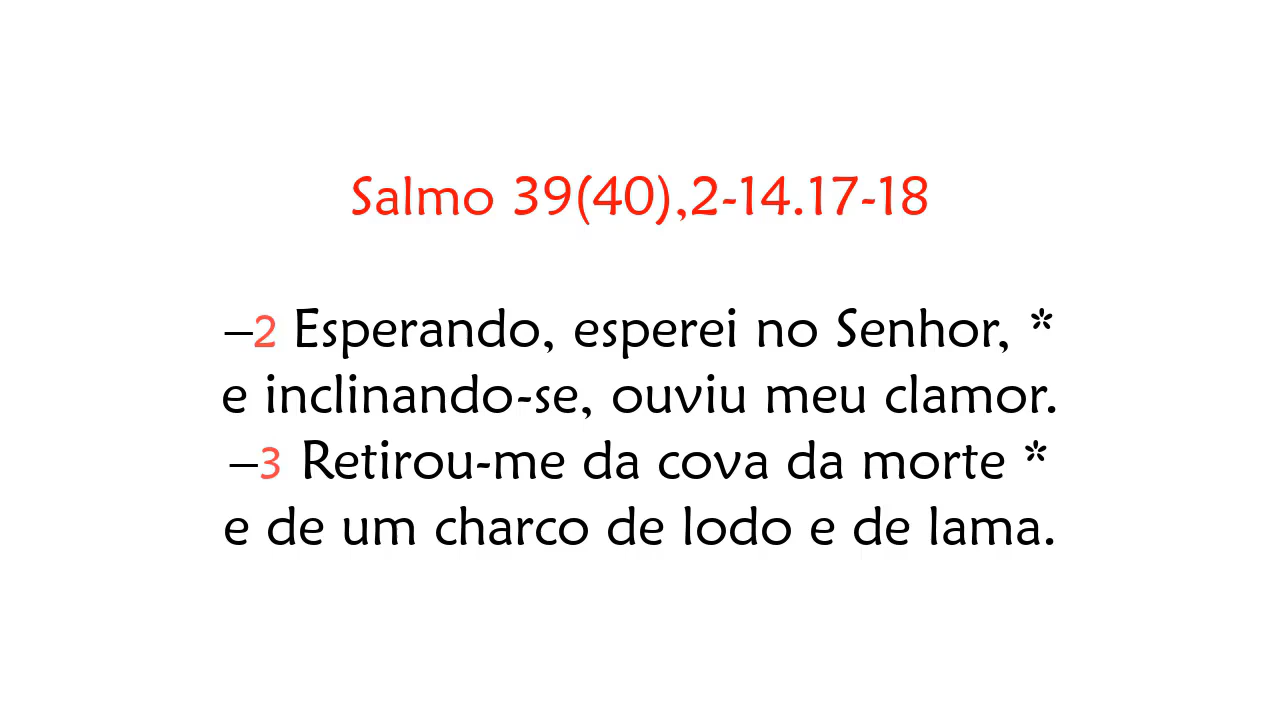 Salmo 39(40),2-14.17-18
–2 Esperando, esperei no Senhor, *
e inclinando-se, ouviu meu clamor.
–3 Retirou-me da cova da morte *
e de um charco de lodo e de lama.